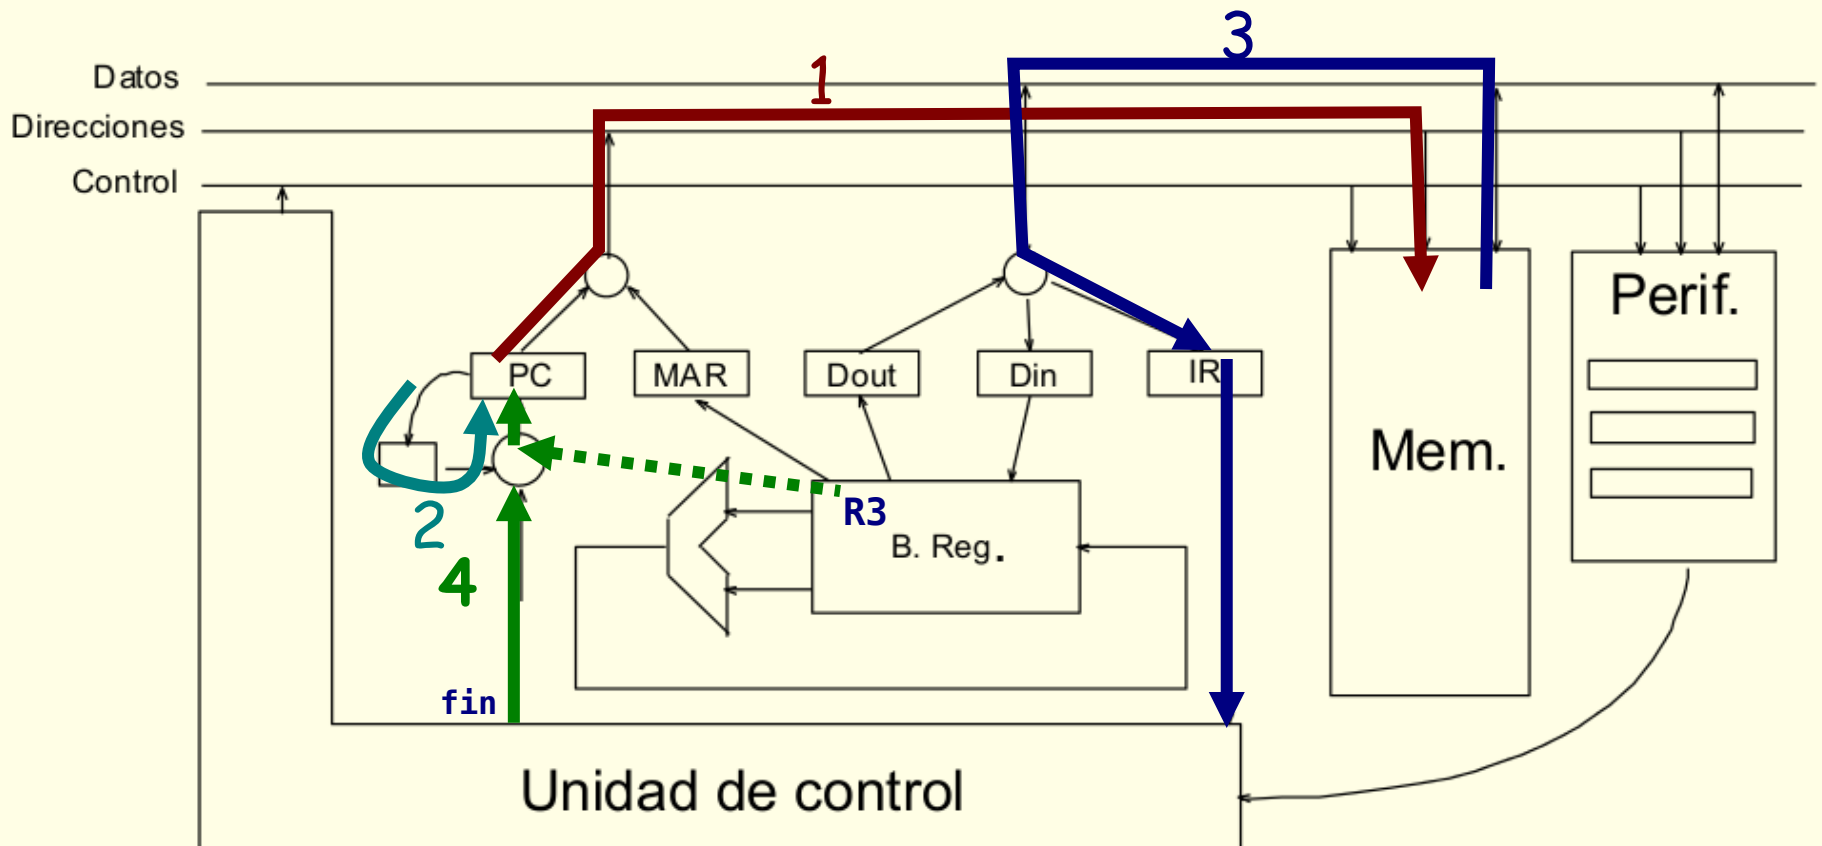 3
1
Datos
Direcciones
Control
Perif.
PC
MAR
Dout
Din
IR
Mem.
2
R3
B. Reg.
4
fin
Unidad de control